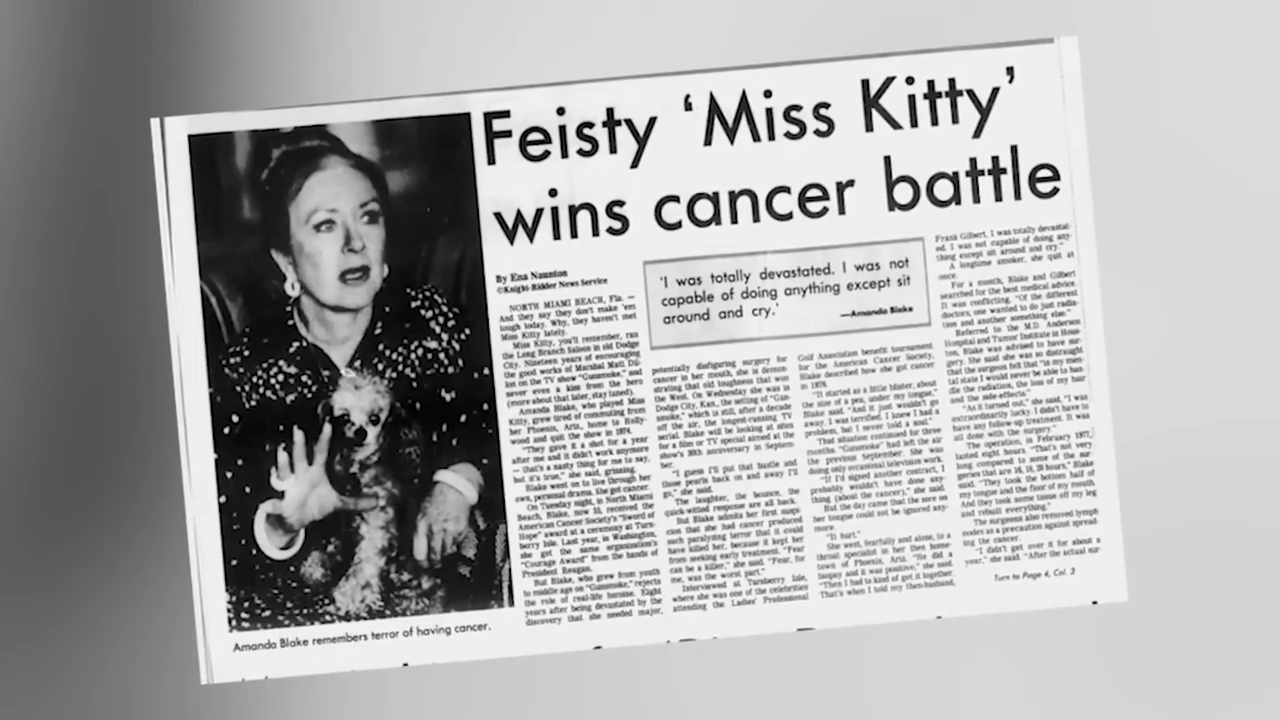 Feisty 'Miss Kitty'
wins cancer battle
By Ena Naunton
©Knight-Ridder News Service
NORTH MIAMI BEACH, Fla. —
And they say they don't make 'em
tough today. Why, they haven't met
Miss Kitty lately.
Miss Kitty, you'll remember, ran
the Long Branch Saloon in old Dodge
City. Nineteen years of encouraging
the good works of Marshal Matt Dil-
lon on the TV show "Gunsmoke," and
never even a kiss from the hero
(more about that later, stay tuned).
Amanda Blake, who played Miss
Kitty, grew tired of commuting from
her Phoenix, Ariz., home to Holly-
wood and quit the show in 1974.
"They gave it a shot for a year
after me and it didn't work anymore
— that's a nasty thing for me to say,
but it's true," she said, grinning.
Blake went on to live through her
own, personal drama. She got cancer.
On Tuesday night, in North Miami
Beach, Blake, now 55, received the
American Cancer Society's "Sword of
Hope" award at a ceremony at Turn-
berry Isle. Last year, in Washington,
she got the same organization's
"Courage Award" from the hands of
President Reagan.
But Blake, who grew from youth
to middle age on "Gunsmoke," rejects
the role of real-life heroine. Eight
years after being devastated by the
discovery that she needed major,
'I was totally devastated. I was not
capable of doing anything except sit
around and cry.'
—Amanda Blake
potentially disfiguring surgery for
cancer in her mouth, she is demon-
strating that old toughness that won
the West. On Wednesday she was in
Dodge City, Kan., the setting of "Gun-
smoke," which is still, after a decade
off the air, the longest-running TV
serial. Blake will be looking at sites
for a film or TV special aimed at the
show's 30th anniversary in Septem-
ber.
"I guess I'll put that bustle and
those pearls back on and away I'll
go," she said.
The laughter, the bounce, the
quick-witted response are all back.
But Blake admits her first suspi-
cion that she had cancer produced
such paralyzing terror that it could
have killed her, because it kept her
from seeking early treatment. "Fear
can be a killer," she said. "Fear, for
me, was the worst part."
Interviewed at Turnberry Isle,
where she was one of the celebrities
attending the Ladies' Professional
Golf Association benefit tournament
for the American Cancer Society,
Blake described how she got cancer
in 1976.
"It started as a little blister, about
the size of a pea, under my tongue,"
Blake said. "And it just wouldn't go
away. I was terrified. I knew I had a
problem, but I never told a soul."
That situation continued for three
months. "Gunsmoke" had left the air
the previous September. She was
doing only occasional television work.
"If I'd signed another contract, I
probably wouldn't have done any-
thing (about the cancer)," she said.
But the day came that the sore on
her tongue could not be ignored any-
more.
"It hurt."
She went, fearfully and alone, to a
throat specialist in her then home-
town of Phoenix, Ariz. "He did a
biopsy and it was positive," she said.
"Then I had to kind of get it together.
That's when I told my then-husband,
Frank Gilbert. I was totally devastat-
ed. I was not capable of doing any-
thing except sit around and cry."
A longtime smoker, she quit at
once.
For a month, Blake and Gilbert
searched for the best medical advice.
It was conflicting. "Of the different
doctors, one wanted to do just radia-
tion and another something else."
Referred to the M.D. Anderson
Hospital and Tumor Institute in Hous-
ton, Blake was advised to have sur-
gery. She said she was so distraught
that the surgeon felt that "in my men-
tal state I would never be able to han-
dle the radiation, the loss of my hair
and the side-effects."
"As it turned out," she said, "I was
extraordinarily lucky. I didn't have to
have any follow-up treatment. It was
all done with the surgery."
The operation, in February 1977,
lasted eight hours. "That's not very
long compared to some of the sur-
geries that are 16, 18, 20 hours," Blake
said. "They took the bottom half of
my tongue and the floor of my mouth.
And they took some tissue off my leg
and rebuilt everything."
The surgeons also removed lymph
nodes as a precaution against spread-
ing the cancer.
"I didn't get over it for about a
year," she said. "After the actual sur-
Turn to Page 4, Col. 3
Amanda Blake remembers terror of having cancer.